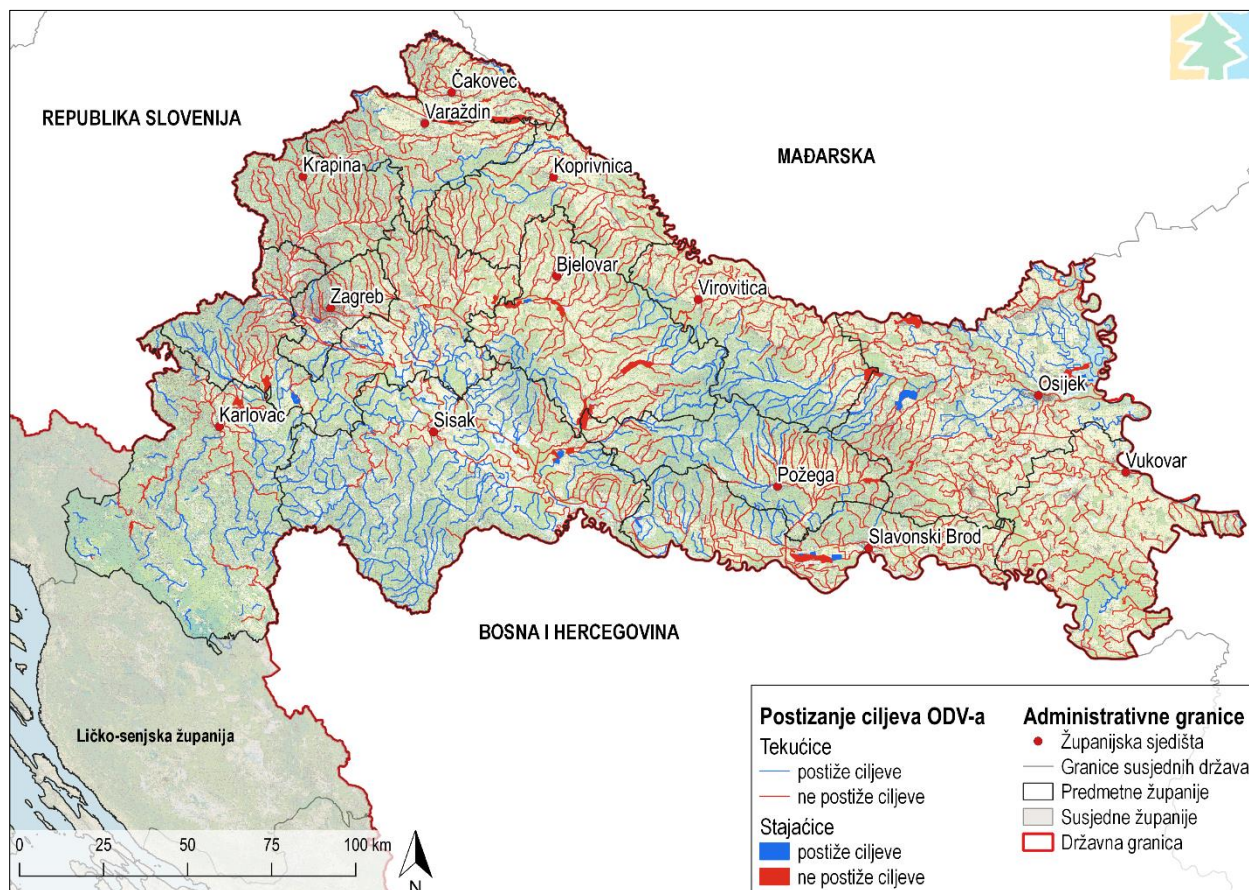 REPUBLIKA SLOVENIJA
MAĐARSKA
Čakovec
Varaždin
Krapina
Koprivnica
Bjelovar
Virovitica
Zagreb
Osijek
Karlovac
Sisak
Vukovar
Požega
Slavonski Brod
BOSNA I HERCEGOVINA
Ličko-senjska županija
0 25 50 75 100 km
N
Postizanje ciljeva ODV-a
Tekućice
postiže ciljeve
ne postiže ciljeve
Stajaćice
postiže ciljeve
ne postiže ciljeve
Administrativne granice
Županijska sjedišta
Granice susjednih država
Predmetne županije
Susjedne županije
Državna granica